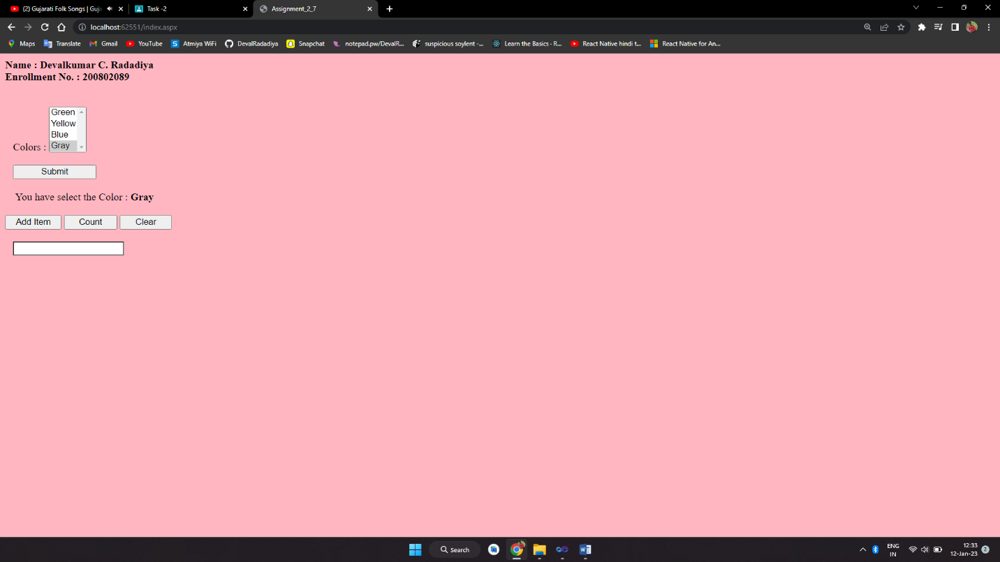 (2) Gujarati Folk Songs | Guja
Task -2
Assignment_2_7
localhost:62551/index.aspx
Maps
Translate
Gmail
YouTube
Atmiya WiFi
DevalRadadiya
Snapchat
notepad.pw/DevalR...
suspicious soylent -...
Learn the Basics · R...
React Native hindi t...
React Native for An...
Name : Devalkumar C. Radadiya
Enrollment No. : 200802089
Green
Yellow
Blue
Gray
Colors :
Submit
You have select the Color : Gray
Add Item Count Clear
Search
ENG
IN
12:33
12-Jan-23
2